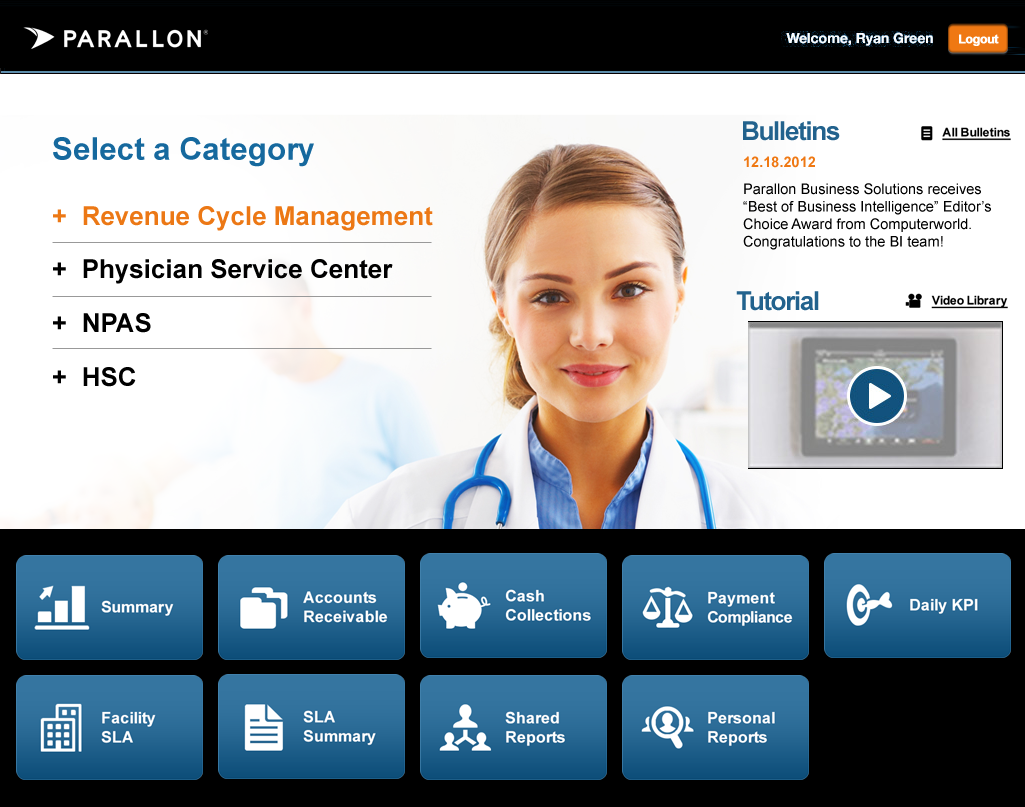 PARALLON®
Welcome, Ryan Green
Logout
Select a Category
+ Revenue Cycle Management
+ Physician Service Center
+ NPAS
+ HSC
Bulletins
All Bulletins
12.18.2012
Parallon Business Solutions receives
“Best of Business Intelligence” Editor’s
Choice Award from Computerworld.
Congratulations to the BI team!
Tutorial
Video Library
Summary
Accounts
Receivable
Cash
Collections
Payment
Compliance
Daily KPI
Facility
SLA
SLA
Summary
Shared
Reports
Personal
Reports